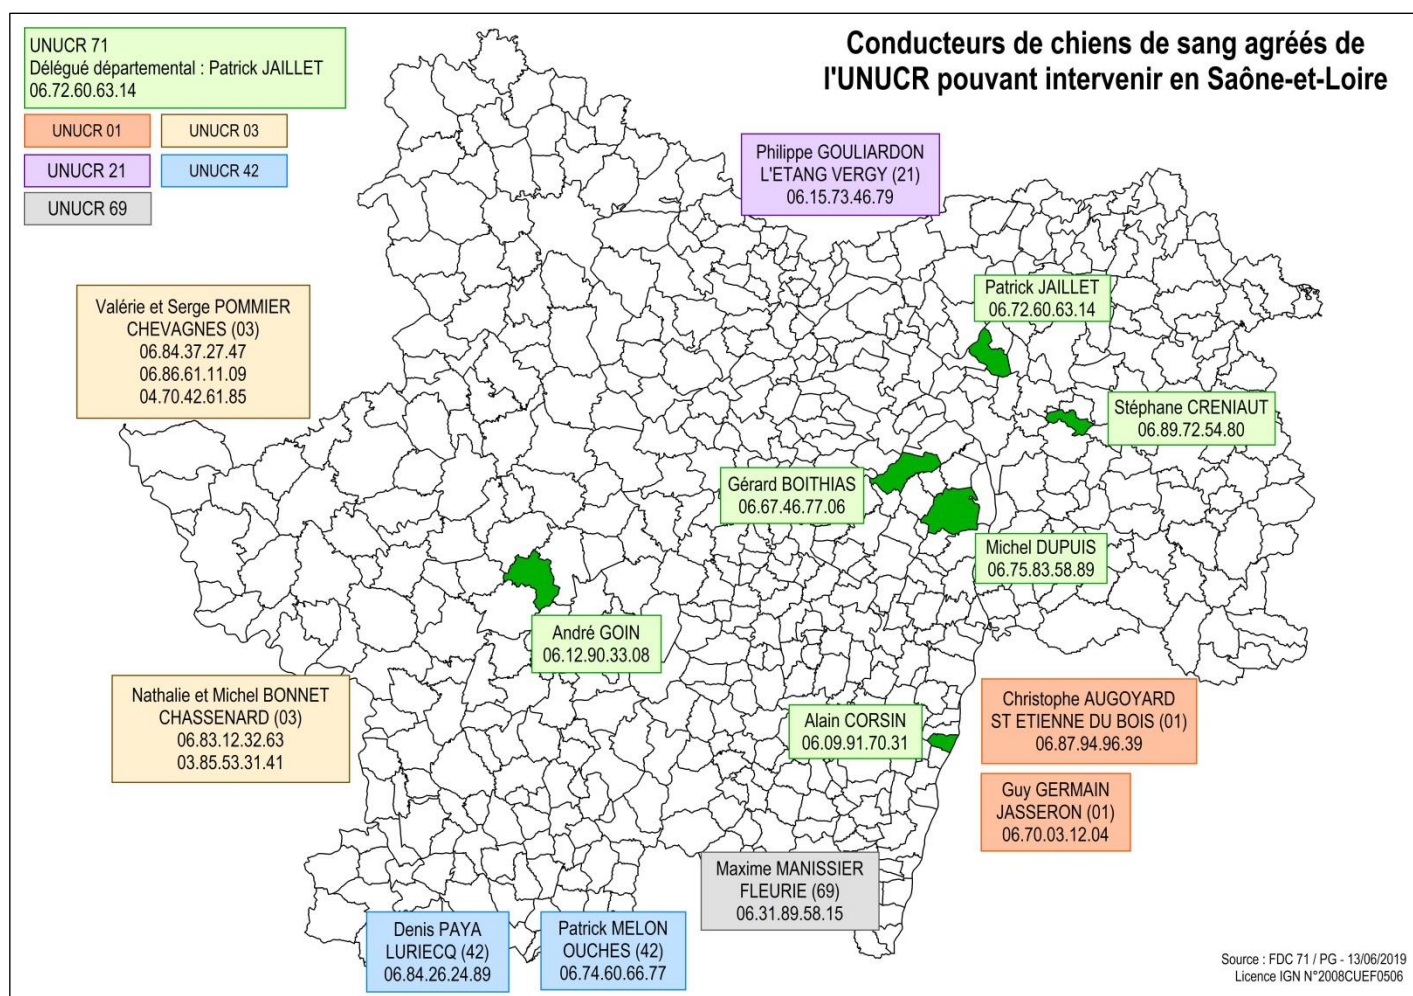 UNUCR 71
Délégué départemental : Patrick JAILLET
06.72.60.63.14
UNUCR 01
UNUCR 03
UNUCR 21
UNUCR 42
UNUCR 69
Conducteurs de chiens de sang agréés de
l'UNUCR pouvant intervenir en Saône-et-Loire
Philippe GOULIARDON
L'ETANG VERGY (21)
06.15.73.46.79
Patrick JAILLET
06.72.60.63.14
Valérie et Serge POMMIER
CHEVAGNES (03)
06.84.37.27.47
06.86.61.11.09
04.70.42.61.85
Stéphane CRENIAUT
06.89.72.54.80
Gérard BOITHIAS
06.67.46.77.06
Michel DUPUIS
06.75.83.58.89
André GOIN
06.12.90.33.08
Nathalie et Michel BONNET
CHASSENARD (03)
06.83.12.32.63
03.85.53.31.41
Alain CORSIN
06.09.91.70.31
Christophe AUGOYARD
ST ETIENNE DU BOIS (01)
06.87.94.96.39
Guy GERMAIN
JASSERON (01)
06.70.03.12.04
Maxime MANISSIER
FLEURIE (69)
06.31.89.58.15
Denis PAYA
LURIECQ (42)
06.84.26.24.89
Patrick MELON
OUCHES (42)
06.74.60.66.77
Source : FDC 71 / PG - 13/06/2019
Licence IGN N°2008CUEF0506